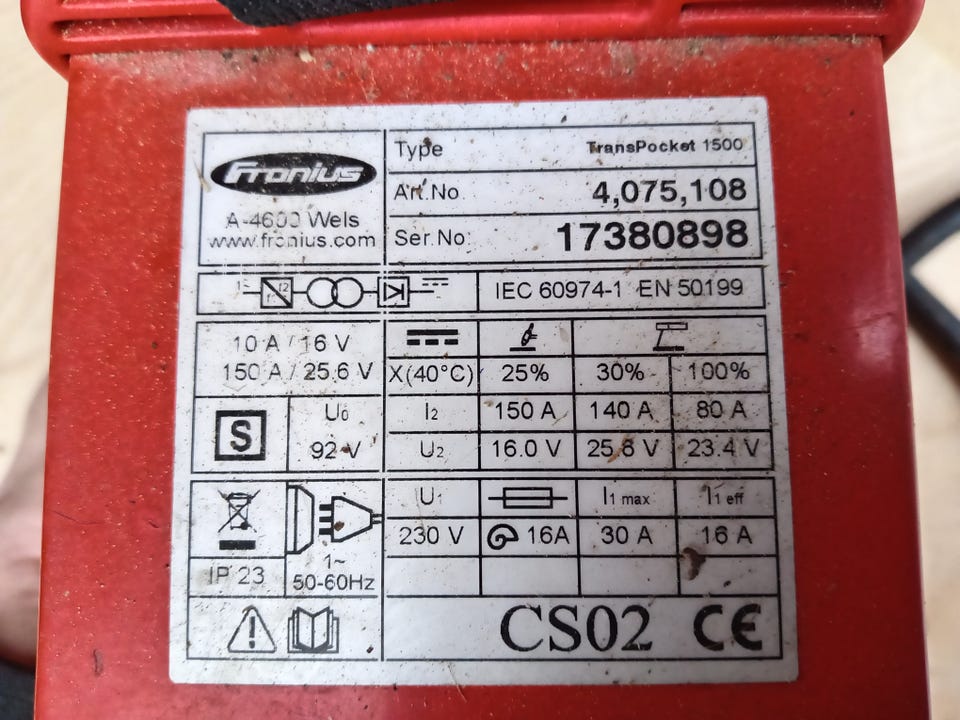 Fronius
A-4600 Wels
www.fronius.com
Type TransPocket 1500
Art.No. 4,075,108
Ser.No: 17380898
IEC 60974-1 EN 50199
10 A / 16 V
150 A / 25.6 V
X(40°C) 25% 30% 100%
S U0 I2 150 A 140 A 80 A
92 V U2 16.0 V 25.8 V 23.4 V
U1 I1 max I1 eff
230 V 16A 30 A 16 A
IP 23
1~
50-60Hz
CS02 CE